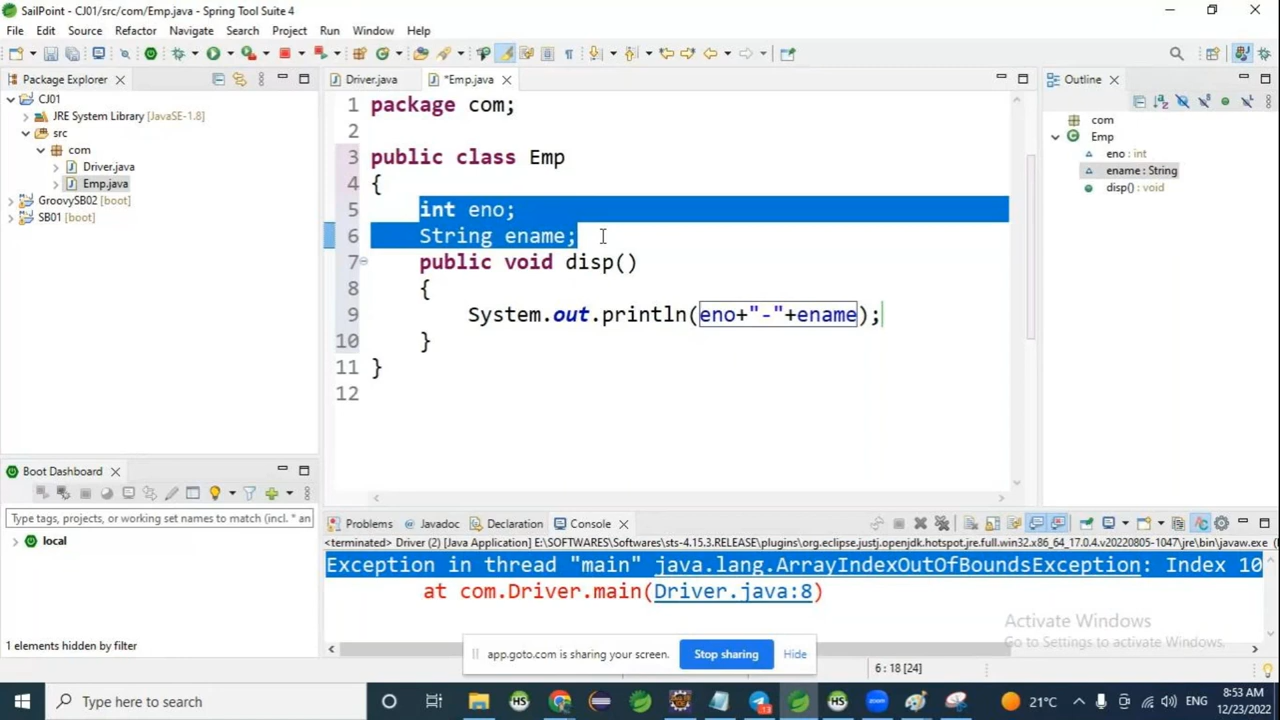 SailPoint - CJ01/src/com/Emp.java - Spring Tool Suite 4
File Edit Source Refactor Navigate Search Project Run Window Help
Package Explorer
CJ01
JRE System Library [JavaSE-1.8]
src
com
Driver.java
Emp.java
GroovySB02 [boot]
SB01 [boot]
Driver.java
*Emp.java
1 package com;
2
3 public class Emp
4 {
5 int eno;
6 String ename;
7 public void disp()
8 {
9 System.out.println(eno+"-"+ename);
10 }
11 }
12
Outline
com
Emp
eno : int
ename : String
disp() : void
Boot Dashboard
Type tags, projects, or working set names to match (incl. * an
local
1 elements hidden by filter
Problems Javadoc Declaration Console
<terminated> Driver (2) [Java Application] E:\SOFTWARES\Softwares\sts-4.15.3.RELEASE\plugins\org.eclipse.justj.openjdk.hotspot.jre.full.win32.x86_64_17.0.4.v20220805-1047\jre\bin\javaw.exe (
Exception in thread "main" java.lang.ArrayIndexOutOfBoundsException: Index 10
at com.Driver.main(Driver.java:8)
Activate Windows
Go to Settings to activate Windows.
app.goto.com is sharing your screen. Stop sharing Hide
6 : 18 [24]
Type here to search
21°C
ENG
8:53 AM
12/23/2022